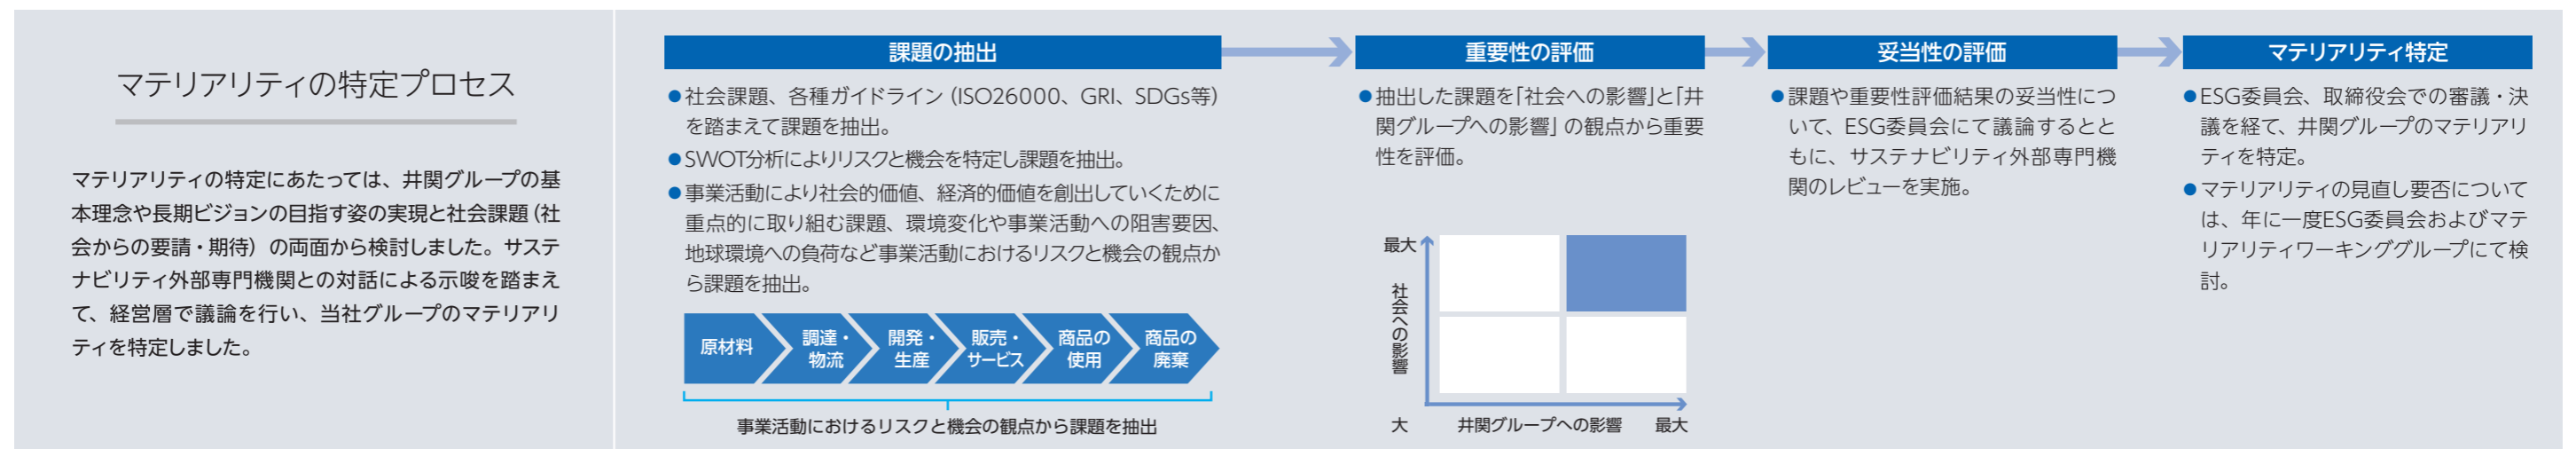 マテリアリティの特定プロセス
マテリアリティの特定にあたっては、井関グループの基
本理念や長期ビジョンの目指す姿の実現と社会課題（社
会からの要請・期待）の両面から検討しました。サステ
ナビリティ外部専門機関との対話による示唆を踏まえ
て、経営層で議論を行い、当社グループのマテリアリ
ティを特定しました。
課題の抽出
●社会課題、各種ガイドライン（ISO26000、GRI、SDGs等）
を踏まえて課題を抽出。
●SWOT分析によりリスクと機会を特定し課題を抽出。
●事業活動により社会的価値、経済的価値を創出していくために
重点的に取り組む課題、環境変化や事業活動への阻害要因、
地球環境への負荷など事業活動におけるリスクと機会の観点か
ら課題を抽出。
原材料
調達・
物流
開発・
生産
販売・
サービス
商品の
使用
商品の
廃棄
事業活動におけるリスクと機会の観点から課題を抽出
重要性の評価
●抽出した課題を「社会への影響」と「井
関グループへの影響」の観点から重要
性を評価。
最大
社会への影響
大
井関グループへの影響
最大
妥当性の評価
●課題や重要性評価結果の妥当性につ
いて、ESG委員会にて議論するとと
もに、サステナビリティ外部専門機
関のレビューを実施。
マテリアリティ特定
●ESG委員会、取締役会での審議・決
議を経て、井関グループのマテリアリ
ティを特定。
●マテリアリティの見直し要否について
は、年に一度ESG委員会およびマテ
リアリティワーキンググループにて検
討。